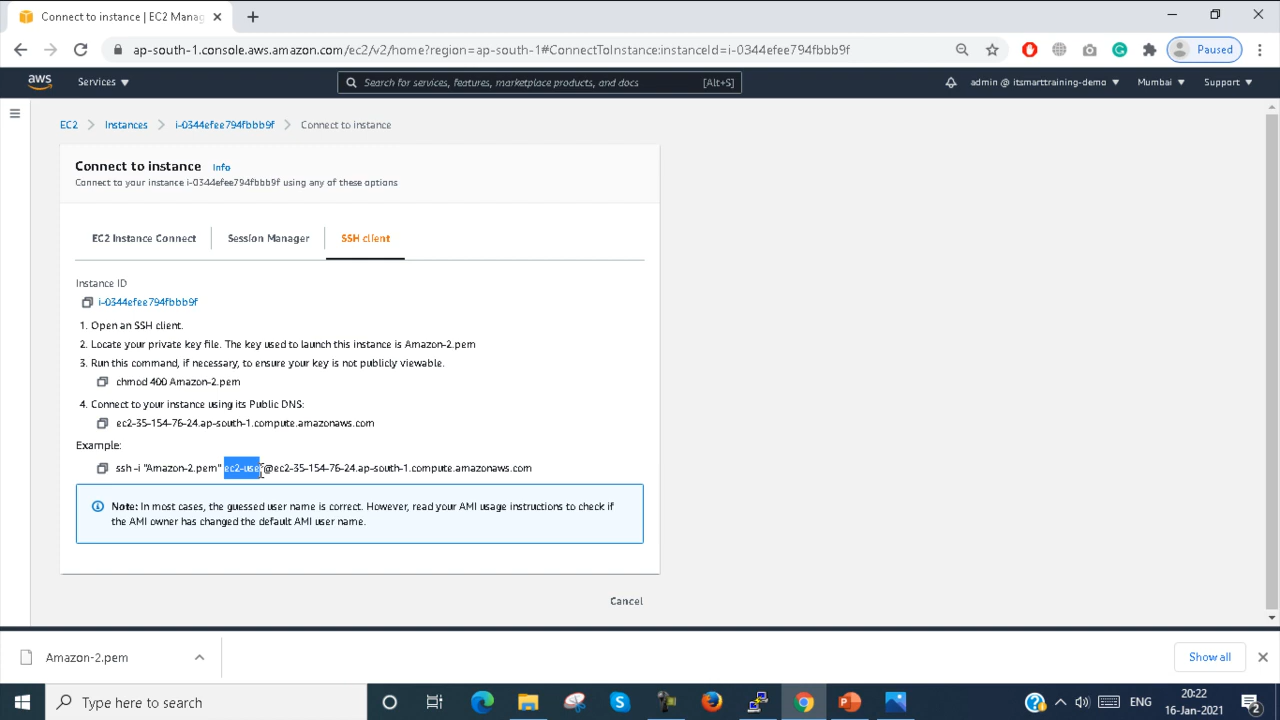 Connect to instance | EC2 Manag
ap-south-1.console.aws.amazon.com/ec2/v2/home?region=ap-south-1#ConnectToInstance:instanceId=i-0344efee794fbbb9f
Paused
aws
Services
Search for services, features, marketplace products, and docs
[Alt+S]
admin @ itsmarttraining-demo
Mumbai
Support
EC2
Instances
i-0344efee794fbbb9f
Connect to instance
Connect to instance Info
Connect to your instance i-0344efee794fbbb9f using any of these options
EC2 Instance Connect
Session Manager
SSH client
Instance ID
i-0344efee794fbbb9f
1. Open an SSH client.
2. Locate your private key file. The key used to launch this instance is Amazon-2.pem
3. Run this command, if necessary, to ensure your key is not publicly viewable.
chmod 400 Amazon-2.pem
4. Connect to your instance using its Public DNS:
ec2-35-154-76-24.ap-south-1.compute.amazonaws.com
Example:
ssh -i "Amazon-2.pem" ec2-user@ec2-35-154-76-24.ap-south-1.compute.amazonaws.com
Note: In most cases, the guessed user name is correct. However, read your AMI usage instructions to check if
the AMI owner has changed the default AMI user name.
Cancel
Amazon-2.pem
Show all
Type here to search
ENG
20:22
16-Jan-2021
2